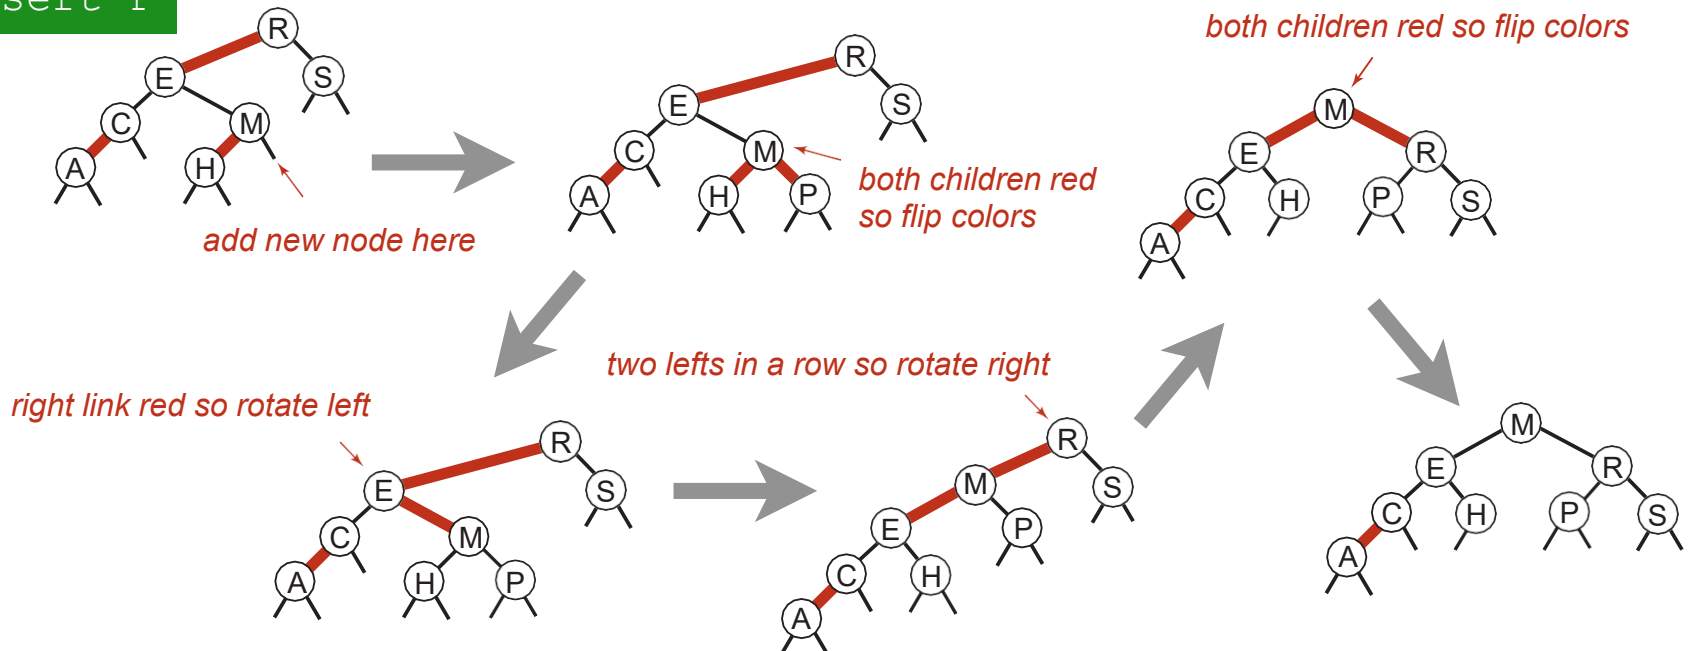 add new node here
both children red
so flip colors
both children red so flip colors
right link red so rotate left
two lefts in a row so rotate right
R
E
S
C
M
A
H
R
E
S
C
M
A
H
P
R
E
S
C
M
A
H
P
R
M
S
E
P
C
H
A
M
E
R
C
H
P
S
A
M
E
R
C
H
P
S
A